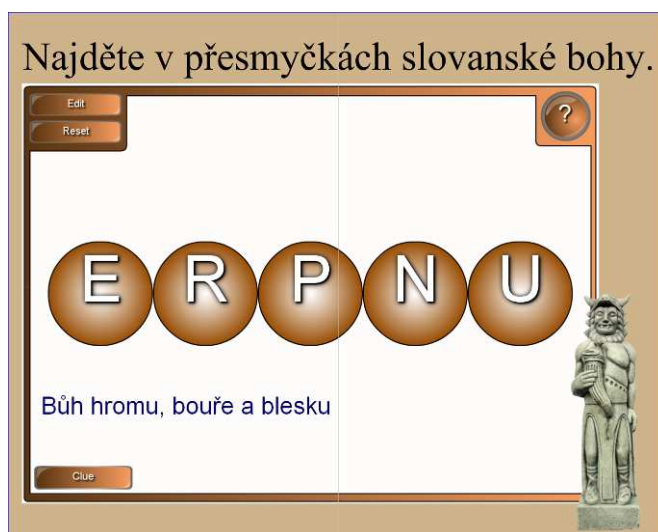 Najděte v přesmyčkách slovanské bohy.
Edit
?
Reset
E R P N U
Bůh hromu, bouře a blesku
Clue